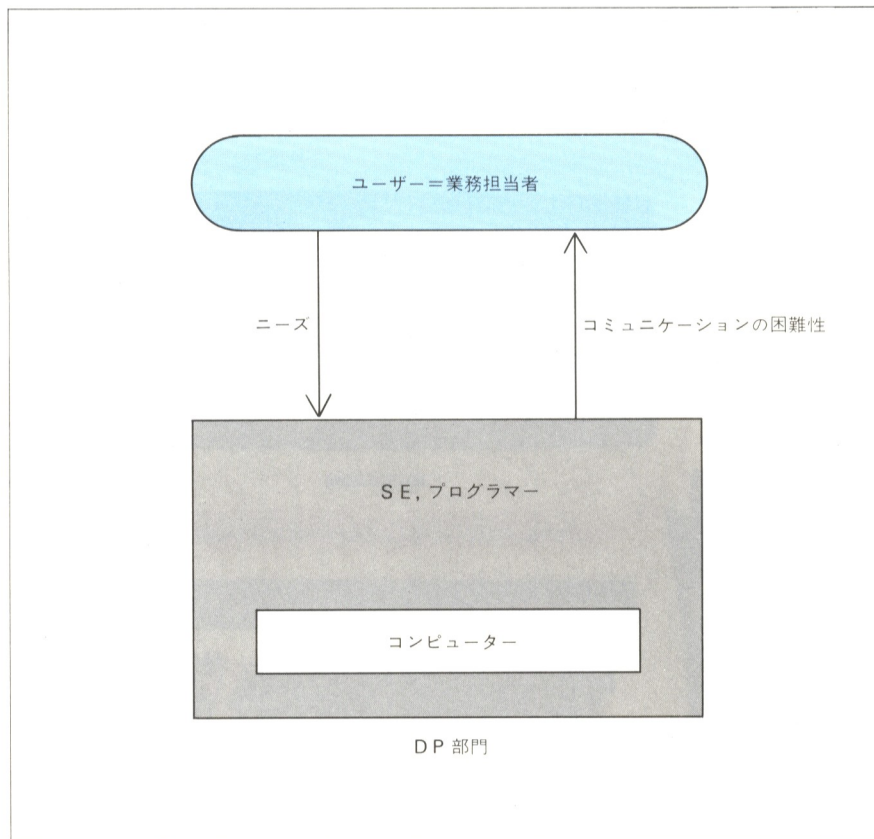 ユーザー＝業務担当者
ニーズ
コミュニケーションの困難性
ＳＥ，プログラマー
コンピューター
ＤＰ部門